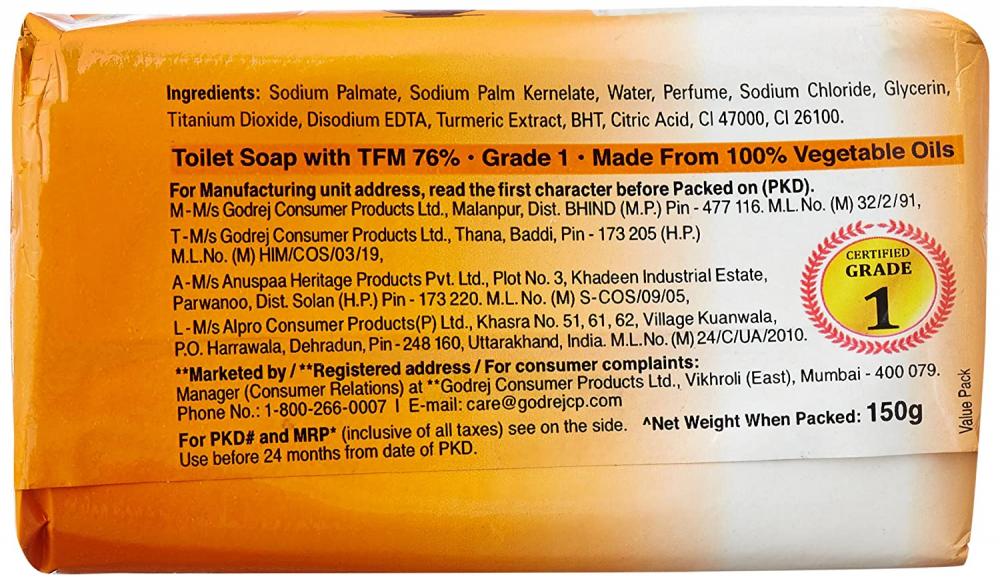 Ingredients: Sodium Palmate, Sodium Palm Kernelate, Water, Perfume, Sodium Chloride, Glycerin,
Titanium Dioxide, Disodium EDTA, Turmeric Extract, BHT, Citric Acid, CI 47000, CI 26100.
Toilet Soap with TFM 76% • Grade 1 • Made From 100% Vegetable Oils
For Manufacturing unit address, read the first character before Packed on (PKD).
M-M/s Godrej Consumer Products Ltd., Malanpur, Dist. BHIND (M.P.) Pin - 477 116. M.L. No. (M) 32/2/91,
T-M/s Godrej Consumer Products Ltd., Thana, Baddi, Pin - 173 205 (H.P.)
M.L.No. (M) HIM/COS/03/19,
A-M/s Anuspaa Heritage Products Pvt. Ltd., Plot No. 3, Khadeen Industrial Estate,
Parwanoo, Dist. Solan (H.P.) Pin - 173 220. M.L. No. (M) S-COS/09/05,
L-M/s Alpro Consumer Products(P) Ltd., Khasra No. 51, 61, 62, Village Kuanwala,
P.O. Harrawala, Dehradun, Pin - 248 160, Uttarakhand, India. M.L. No. (M) 24/C/UA/2010.
CERTIFIED
GRADE
1
**Marketed by / **Registered address / For consumer complaints:
Manager (Consumer Relations) at **Godrej Consumer Products Ltd., Vikhroli (East), Mumbai - 400 079.
Phone No.: 1-800-266-0007 | E-mail: care@godrejcp.com
For PKD# and MRP* (inclusive of all taxes) see on the side. ^Net Weight When Packed: 150g
Use before 24 months from date of PKD.
Value Pack